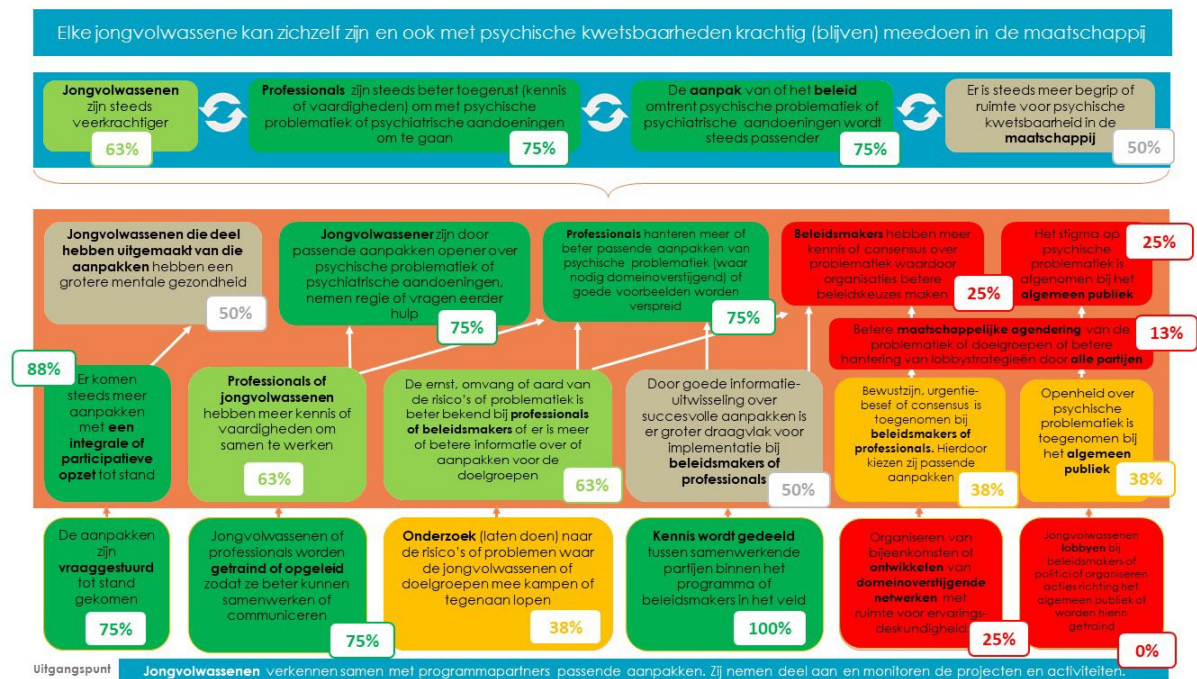 Elke jongvolwassene kan zichzelf zijn en ook met psychische kwetsbaarheden krachtig (blijven) meedoen in de maatschappij
Jongvolwassenen
zijn steeds
veerkrachtiger
63%
Professionals zijn steeds beter toegerust (kennis
of vaardigheden) om met psychische
problematiek of psychiatrische aandoeningen
om te gaan
75%
De aanpak van of het beleid
omtrent psychische problematiek of
psychiatrische aandoeningen wordt
steeds passender
75%
Er is steeds meer begrip of
ruimte voor psychische
kwetsbaarheid in de
maatschappij
50%
Jongvolwassenen die deel
hebben uitgemaakt van die
aanpakken hebben een
grotere mentale gezondheid
50%
Jongvolwassener zijn door
passende aanpakken opener over
psychische problematiek of
psychiatrische aandoeningen,
nemen regie of vragen eerder
hulp
75%
Professionals hanteren meer of
beter passende aanpakken van
psychische problematiek (waar
nodig domeinoverstijgend) of
goede voorbeelden worden
verspreid
75%
Beleidsmakers hebben meer
kennis of consensus over
problematiek waardoor
organisaties betere
beleidskeuzes maken
25%
Het stigma op
psychische
problematiek is
afgenomen bij het
algemeen publiek
25%
Betere maatschappelijke agendering van de
problematiek of doelgroepen of betere
hantering van lobbystrategieën door alle partijen
13%
88%
Er komen
steeds meer
aanpakken
met een
integrale of
participatieve
opzet tot stand
Professionals of
jongvolwassenen
hebben meer kennis of
vaardigheden om
samen te werken
63%
De ernst, omvang of aard van
de risico's of problematiek is
beter bekend bij professionals
of beleidsmakers of er is meer
of betere informatie over of
aanpakken voor de
doelgroepen
63%
Door goede informatie-
uitwisseling over
succesvolle aanpakken is
er groter draagvlak voor
implementatie bij
beleidsmakers of
professionals
50%
Bewustzijn, urgentie-
besef of consensus is
toegenomen bij
beleidsmakers of
professionals. Hierdoor
kiezen zij passende
aanpakken
38%
Openheid over
psychische
problematiek is
toegenomen bij
het algemeen
publiek
38%
De aanpakken
zijn
vraaggestuurd
tot stand
gekomen
75%
Jongvolwassenen of
professionals worden
getraind of opgeleid
zodat ze beter kunnen
samenwerken of
communiceren
75%
Onderzoek (laten doen) naar
de risico's of problemen waar
de jongvolwassenen of
doelgroepen mee kampen of
tegenaan lopen
38%
Kennis wordt gedeeld
tussen samenwerkende
partijen binnen het
programma of
beleidsmakers in het veld
100%
Organiseren van
bijeenkomsten of
ontwikkelen van
domeinoverstijgende
netwerken met
ruimte voor ervarings-
deskundigheid
25%
Jongvolwassenen
lobbyen bij
beleidsmakers of
politici of organiseren
acties richting het
algemeen publiek of
worden hierin
getraind
0%
Uitgangspunt
Jongvolwassenen verkennen samen met programmapartners passende aanpakken. Zij nemen deel aan en monitoren de projecten en activiteiten.